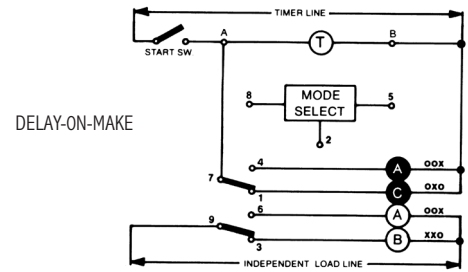 TIMER LINE
A
T
B
START SW.
8
MODE
SELECT
5
2
DELAY-ON-MAKE
4
A
OOX
7
1
C
OXO
6
A
OOX
9
3
B
XXO
INDEPENDENT LOAD LINE